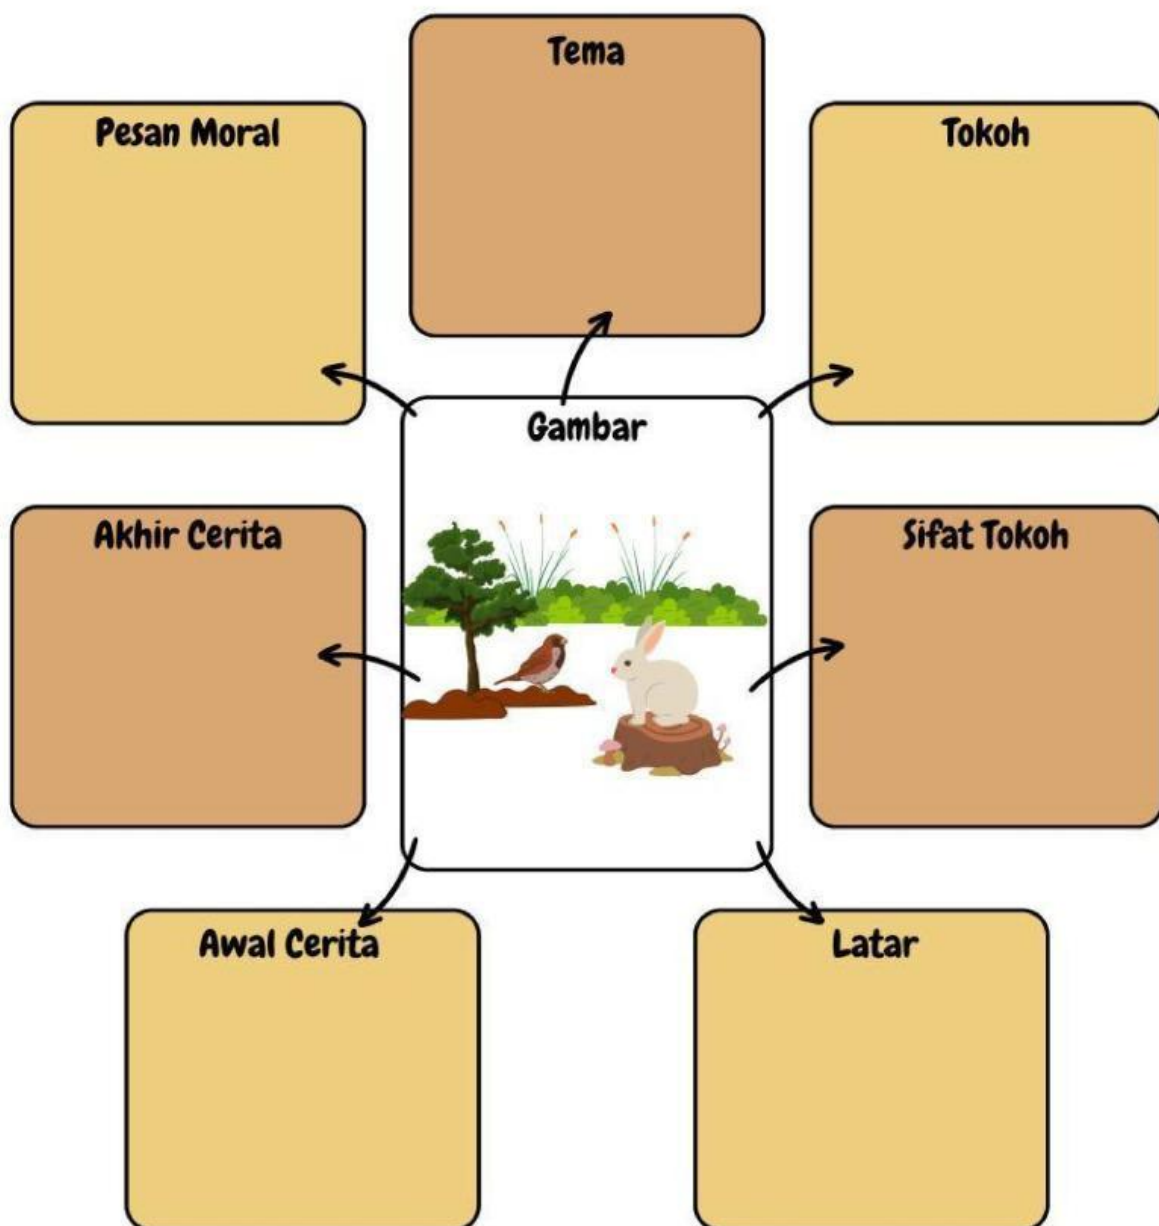 Tema
Pesan Moral
Tokoh
Gambar
Akhir Cerita
Sifat Tokoh
Awal Cerita
Latar